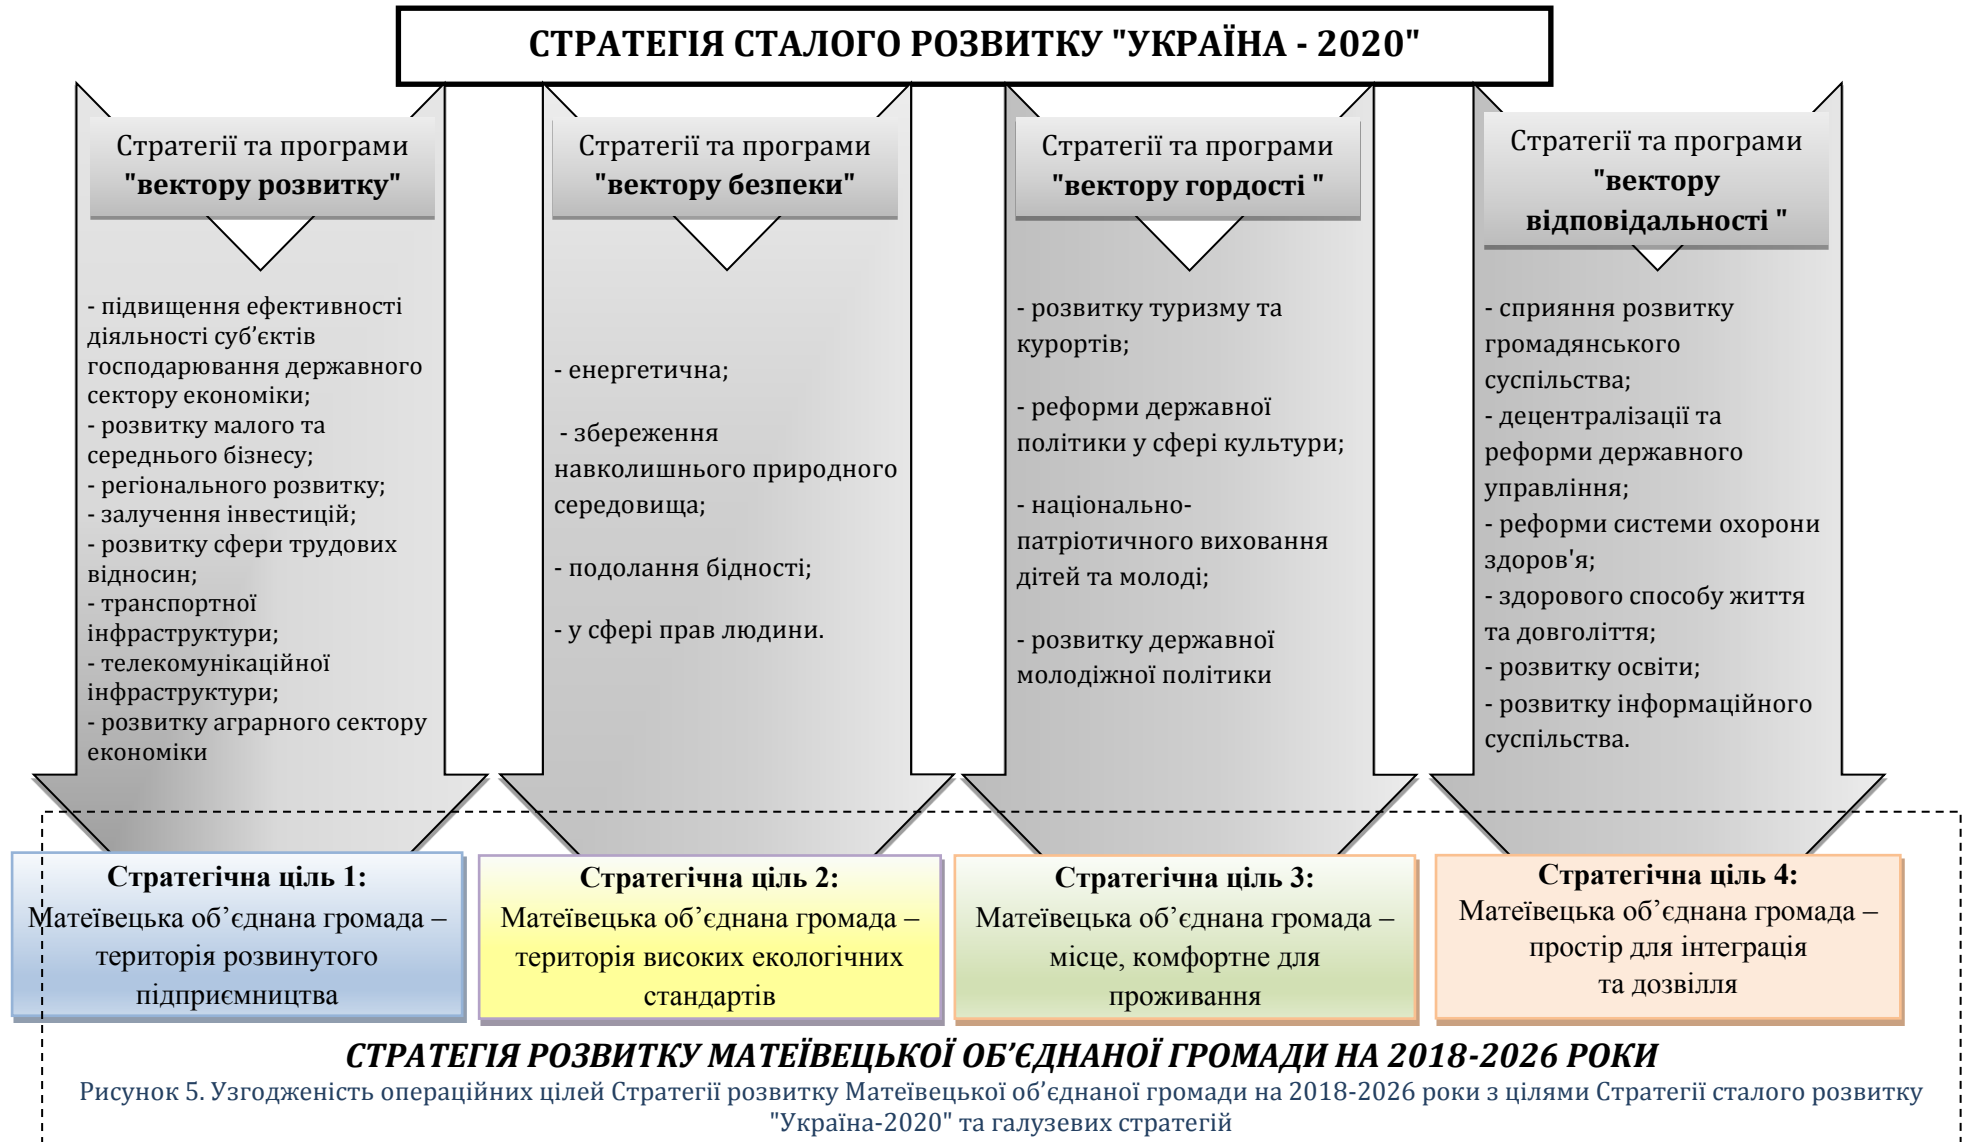 СТРАТЕГІЯ СТАЛОГО РОЗВИТКУ "УКРАЇНА - 2020"
Стратегії та програми
"вектору розвитку"
- підвищення ефективності
діяльності суб’єктів
господарювання державного
сектору економіки;
- розвитку малого та
середнього бізнесу;
- регіонального розвитку;
- залучення інвестицій;
- розвитку сфери трудових
відносин;
- транспортної
інфраструктури;
- телекомунікаційної
інфраструктури;
- розвитку аграрного сектору
економіки
Стратегії та програми
"вектору безпеки"
- енергетична;
- збереження
навколишнього природного
середовища;
- подолання бідності;
- у сфері прав людини.
Стратегії та програми
"вектору гордості "
- розвитку туризму та
курортів;
- реформи державної
політики у сфері культури;
- національно-
патріотичного виховання
дітей та молоді;
- розвитку державної
молодіжної політики
Стратегії та програми
"вектору
відповідальності "
- сприяння розвитку
громадянського
суспільства;
- децентралізації та
реформи державного
управління;
- реформи системи охорони
здоров'я;
- здорового способу життя
та довголіття;
- розвитку освіти;
- розвитку інформаційного
суспільства.
Стратегічна ціль 1:
Матеївецька об’єднана громада –
територія розвинутого
підприємництва
Стратегічна ціль 2:
Матеївецька об’єднана громада –
територія високих екологічних
стандартів
Стратегічна ціль 3:
Матеївецька об’єднана громада –
місце, комфортне для
проживання
Стратегічна ціль 4:
Матеївецька об’єднана громада –
простір для інтеграція
та дозвілля
СТРАТЕГІЯ РОЗВИТКУ МАТЕЇВЕЦЬКОЇ ОБ’ЄДНАНОЇ ГРОМАДИ НА 2018-2026 РОКИ
Рисунок 5. Узгодженість операційних цілей Стратегії розвитку Матеївецької об’єднаної громади на 2018-2026 роки з цілями Стратегії сталого розвитку
"Україна-2020" та галузевих стратегій